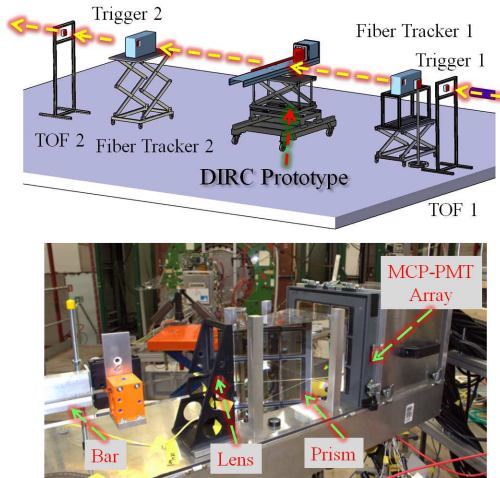 Trigger 2
Fiber Tracker 1
Trigger 1
TOF 2
Fiber Tracker 2
DIRC Prototype
TOF 1
MCP-PMT
Array
Bar
Lens
Prism